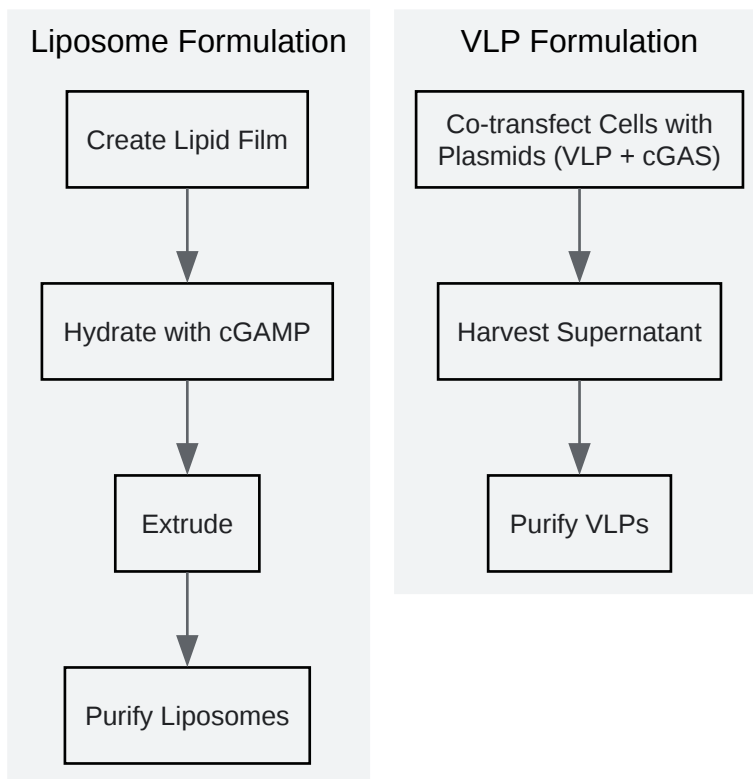 Liposome Formulation
Create Lipid Film
Hydrate with cGAMP
Extrude
Purify Liposomes
VLP Formulation
Co-transfect Cells with
Plasmids (VLP + cGAS)
Harvest Supernatant
Purify VLPs